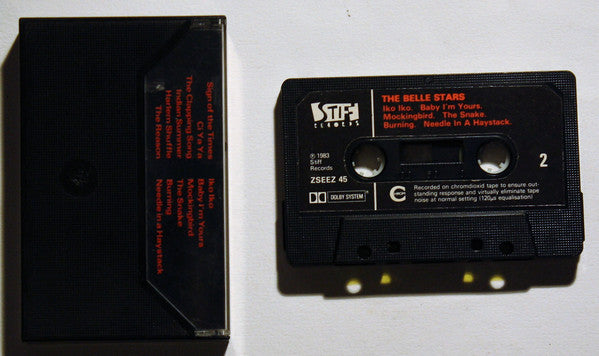 Sign of the Times
Ci Ya Ya
The Clapping Song
Indian Summer
Harlem Shuffle
The Reason
Iko Iko
Baby I'm Yours
Mockingbird
The Snake
Burning
Needle in a Haystack
STIFF
RECORDS
THE BELLE STARS
Iko Iko. Baby I'm Yours.
Mockingbird. The Snake.
Burning. Needle In A Haystack.
℗ 1983
Stiff
Records
ZSEEZ 45
2
DOLBY SYSTEM
Recorded on chromdioxid tape to ensure out-
standing response and virtually eliminate tape
noise at normal setting (120µs equalisation)